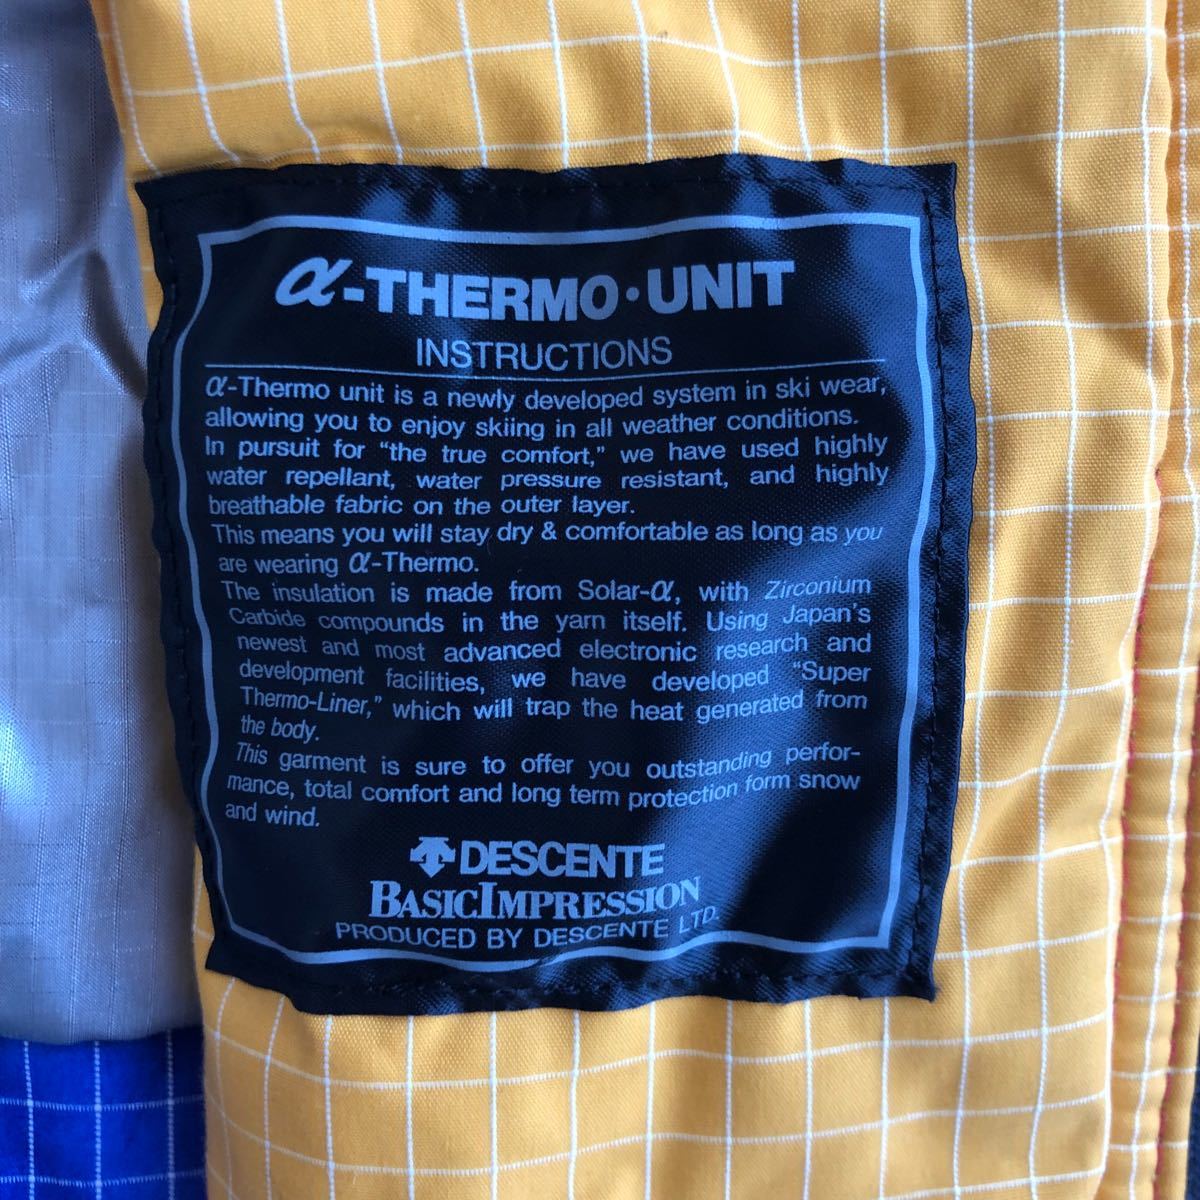 α-THERMO·UNIT
INSTRUCTIONS
α-Thermo unit is a newly developed system in ski wear,
allowing you to enjoy skiing in all weather conditions.
In pursuit for “the true comfort,” we have used highly
water repellant, water pressure resistant, and highly
breathable fabric on the outer layer.
This means you will stay dry & comfortable as long as you
are wearing α-Thermo.
The insulation is made from Solar-α, with Zirconium
Carbide compounds in the yarn itself. Using Japan's
newest and most advanced electronic research and
development facilities, we have developed “Super
Thermo-Liner,” which will trap the heat generated from
the body.
This garment is sure to offer you outstanding perfor-
mance, total comfort and long term protection form snow
and wind.
DESCENTE
BASICIMPRESSION
PRODUCED BY DESCENTE LTD.